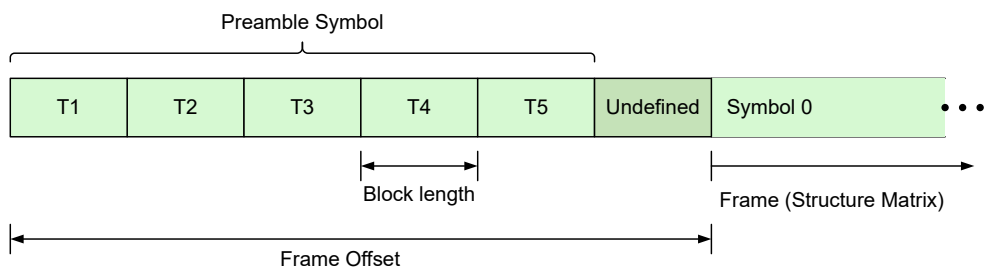 Preamble Symbol
T1 T2 T3 T4 T5 Undefined Symbol 0 •••
Block length
Frame (Structure Matrix)
Frame Offset